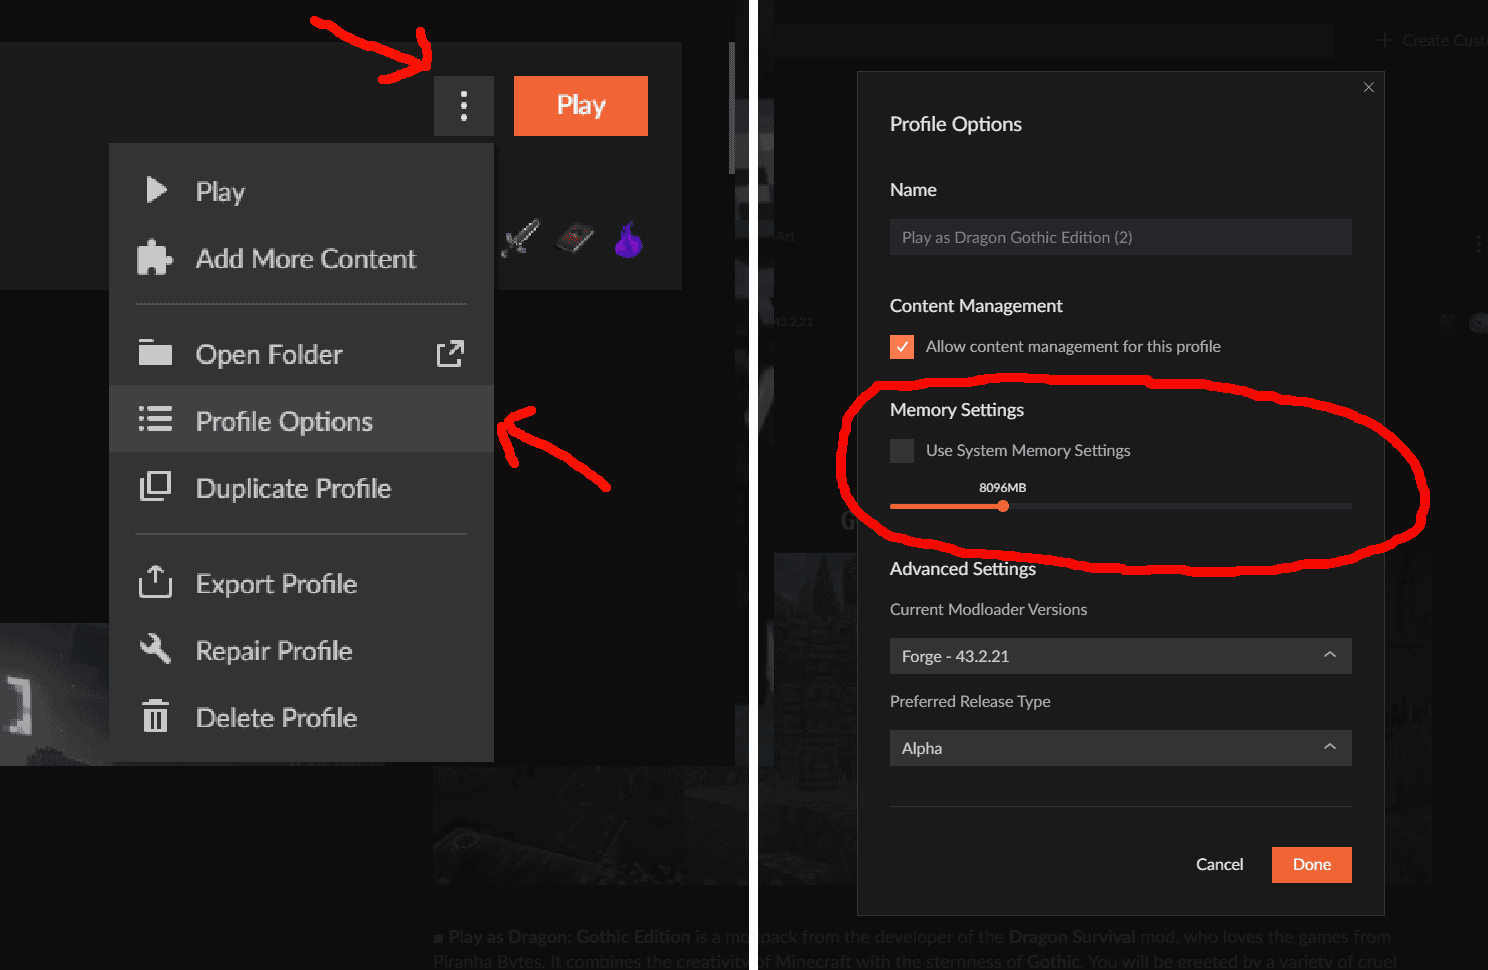 Play
Play
Add More Content
Open Folder
Profile Options
Duplicate Profile
Export Profile
Repair Profile
Delete Profile
Create Cust
Profile Options
Name
Play as Dragon Gothic Edition (2)
Content Management
Allow content management for this profile
Memory Settings
Use System Memory Settings
8096MB
Advanced Settings
Current Modloader Versions
Forge - 43.2.21
Preferred Release Type
Alpha
Cancel
Done
Art
43.2.21
G
■ Play as Dragon: Gothic Edition is a mo pack from the developer of the Dragon Survival mod, who loves the games from
Piranha Bytes. It combines the creativity of Minecraft with the sternness of Gothic. You will be greeted by a variety of cruel